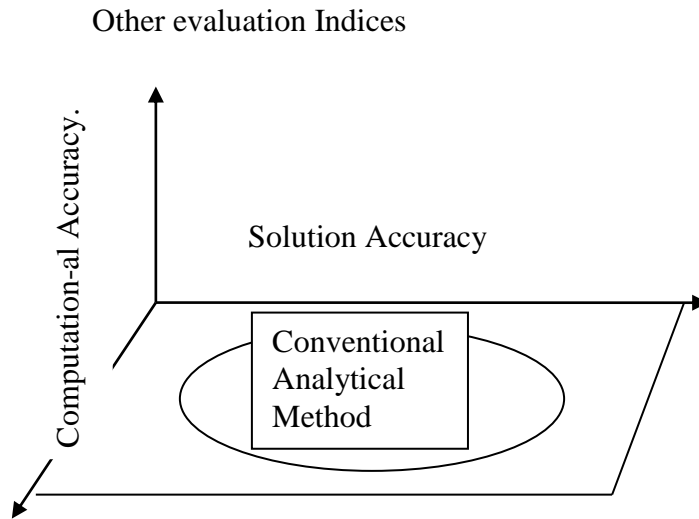 Other evaluation Indices
Computation-al Accuracy.
Solution Accuracy
Conventional
Analytical
Method